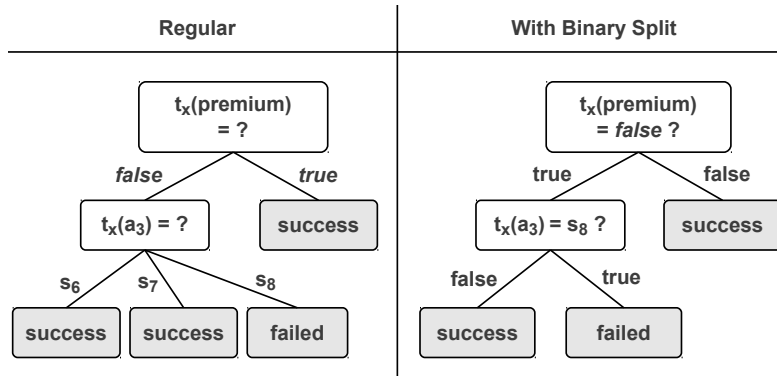 Regular
With Binary Split
tₓ(premium)
= ?
tₓ(premium)
= false ?
false
true
true
false
tₓ(a₃) = ?
success
tₓ(a₃) = s₈ ?
success
s₆
s₇
s₈
false
true
success
success
failed
success
failed